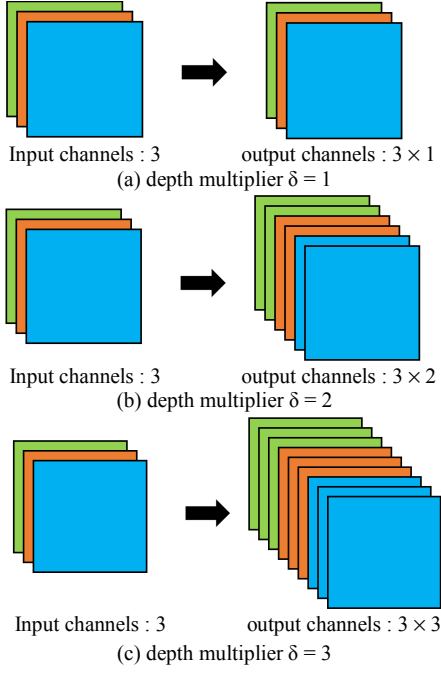 Input channels : 3
output channels : 3 × 1
(a) depth multiplier δ = 1
Input channels : 3
output channels : 3 × 2
(b) depth multiplier δ = 2
Input channels : 3
output channels : 3 × 3
(c) depth multiplier δ = 3